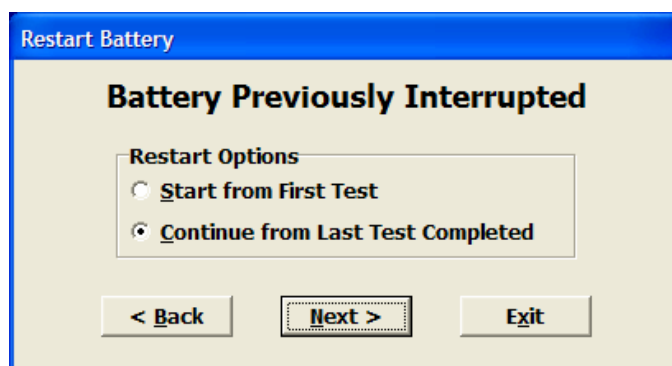 Restart Battery
Battery Previously Interrupted
Restart Options
Start from First Test
Continue from Last Test Completed
< Back Next > Exit